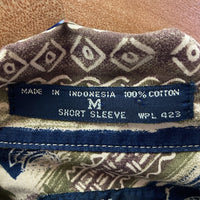 MADE IN INDONESIA 100% COTTON
M
SHORT SLEEVE WPL 423